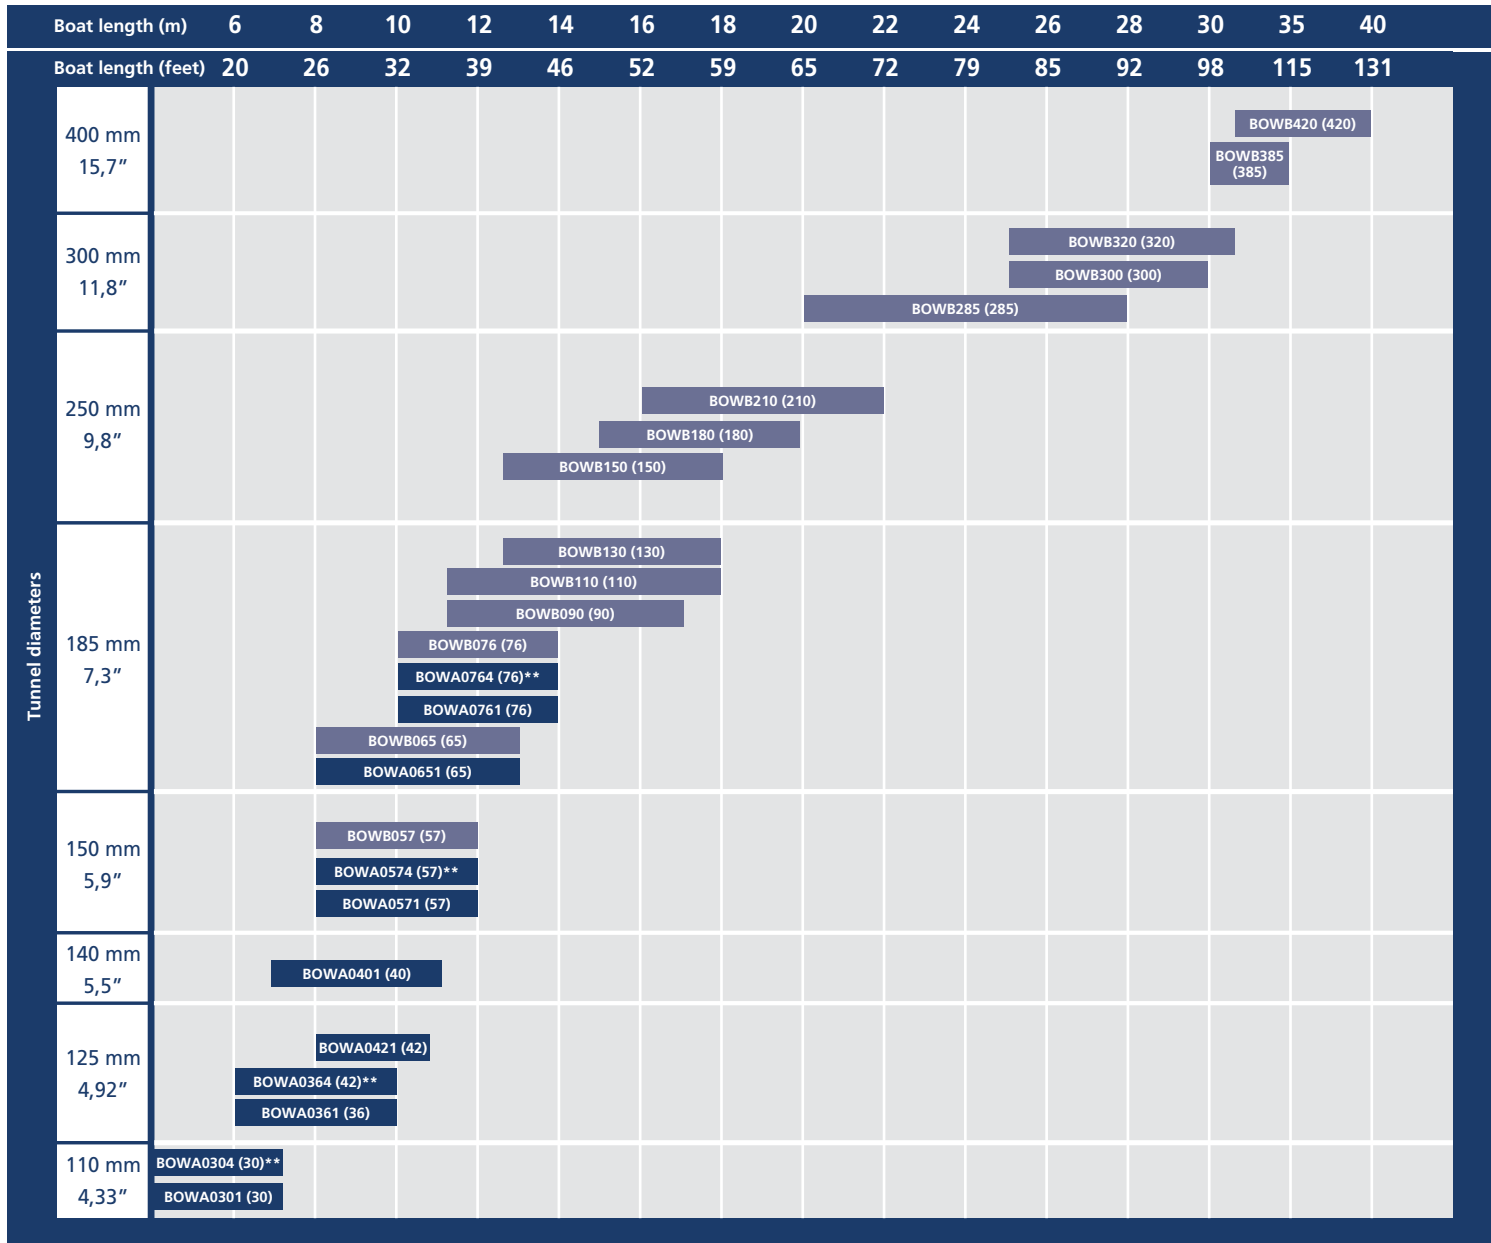 Boat length (m) 6 8 10 12 14 16 18 20 22 24 26 28 30 35 40
Boat length (feet) 20 26 32 39 46 52 59 65 72 79 85 92 98 115 131
Tunnel diameters
400 mm
15,7”
BOWB420 (420)
BOWB385
(385)
300 mm
11,8”
BOWB320 (320)
BOWB300 (300)
BOWB285 (285)
250 mm
9,8”
BOWB210 (210)
BOWB180 (180)
BOWB150 (150)
185 mm
7,3”
BOWB130 (130)
BOWB110 (110)
BOWB090 (90)
BOWB076 (76)
BOWA0764 (76)**
BOWA0761 (76)
BOWB065 (65)
BOWA0651 (65)
150 mm
5,9”
BOWB057 (57)
BOWA0574 (57)**
BOWA0571 (57)
140 mm
5,5”
BOWA0401 (40)
125 mm
4,92”
BOWA0421 (42)
BOWA0364 (42)**
BOWA0361 (36)
110 mm
4,33”
BOWA0304 (30)**
BOWA0301 (30)